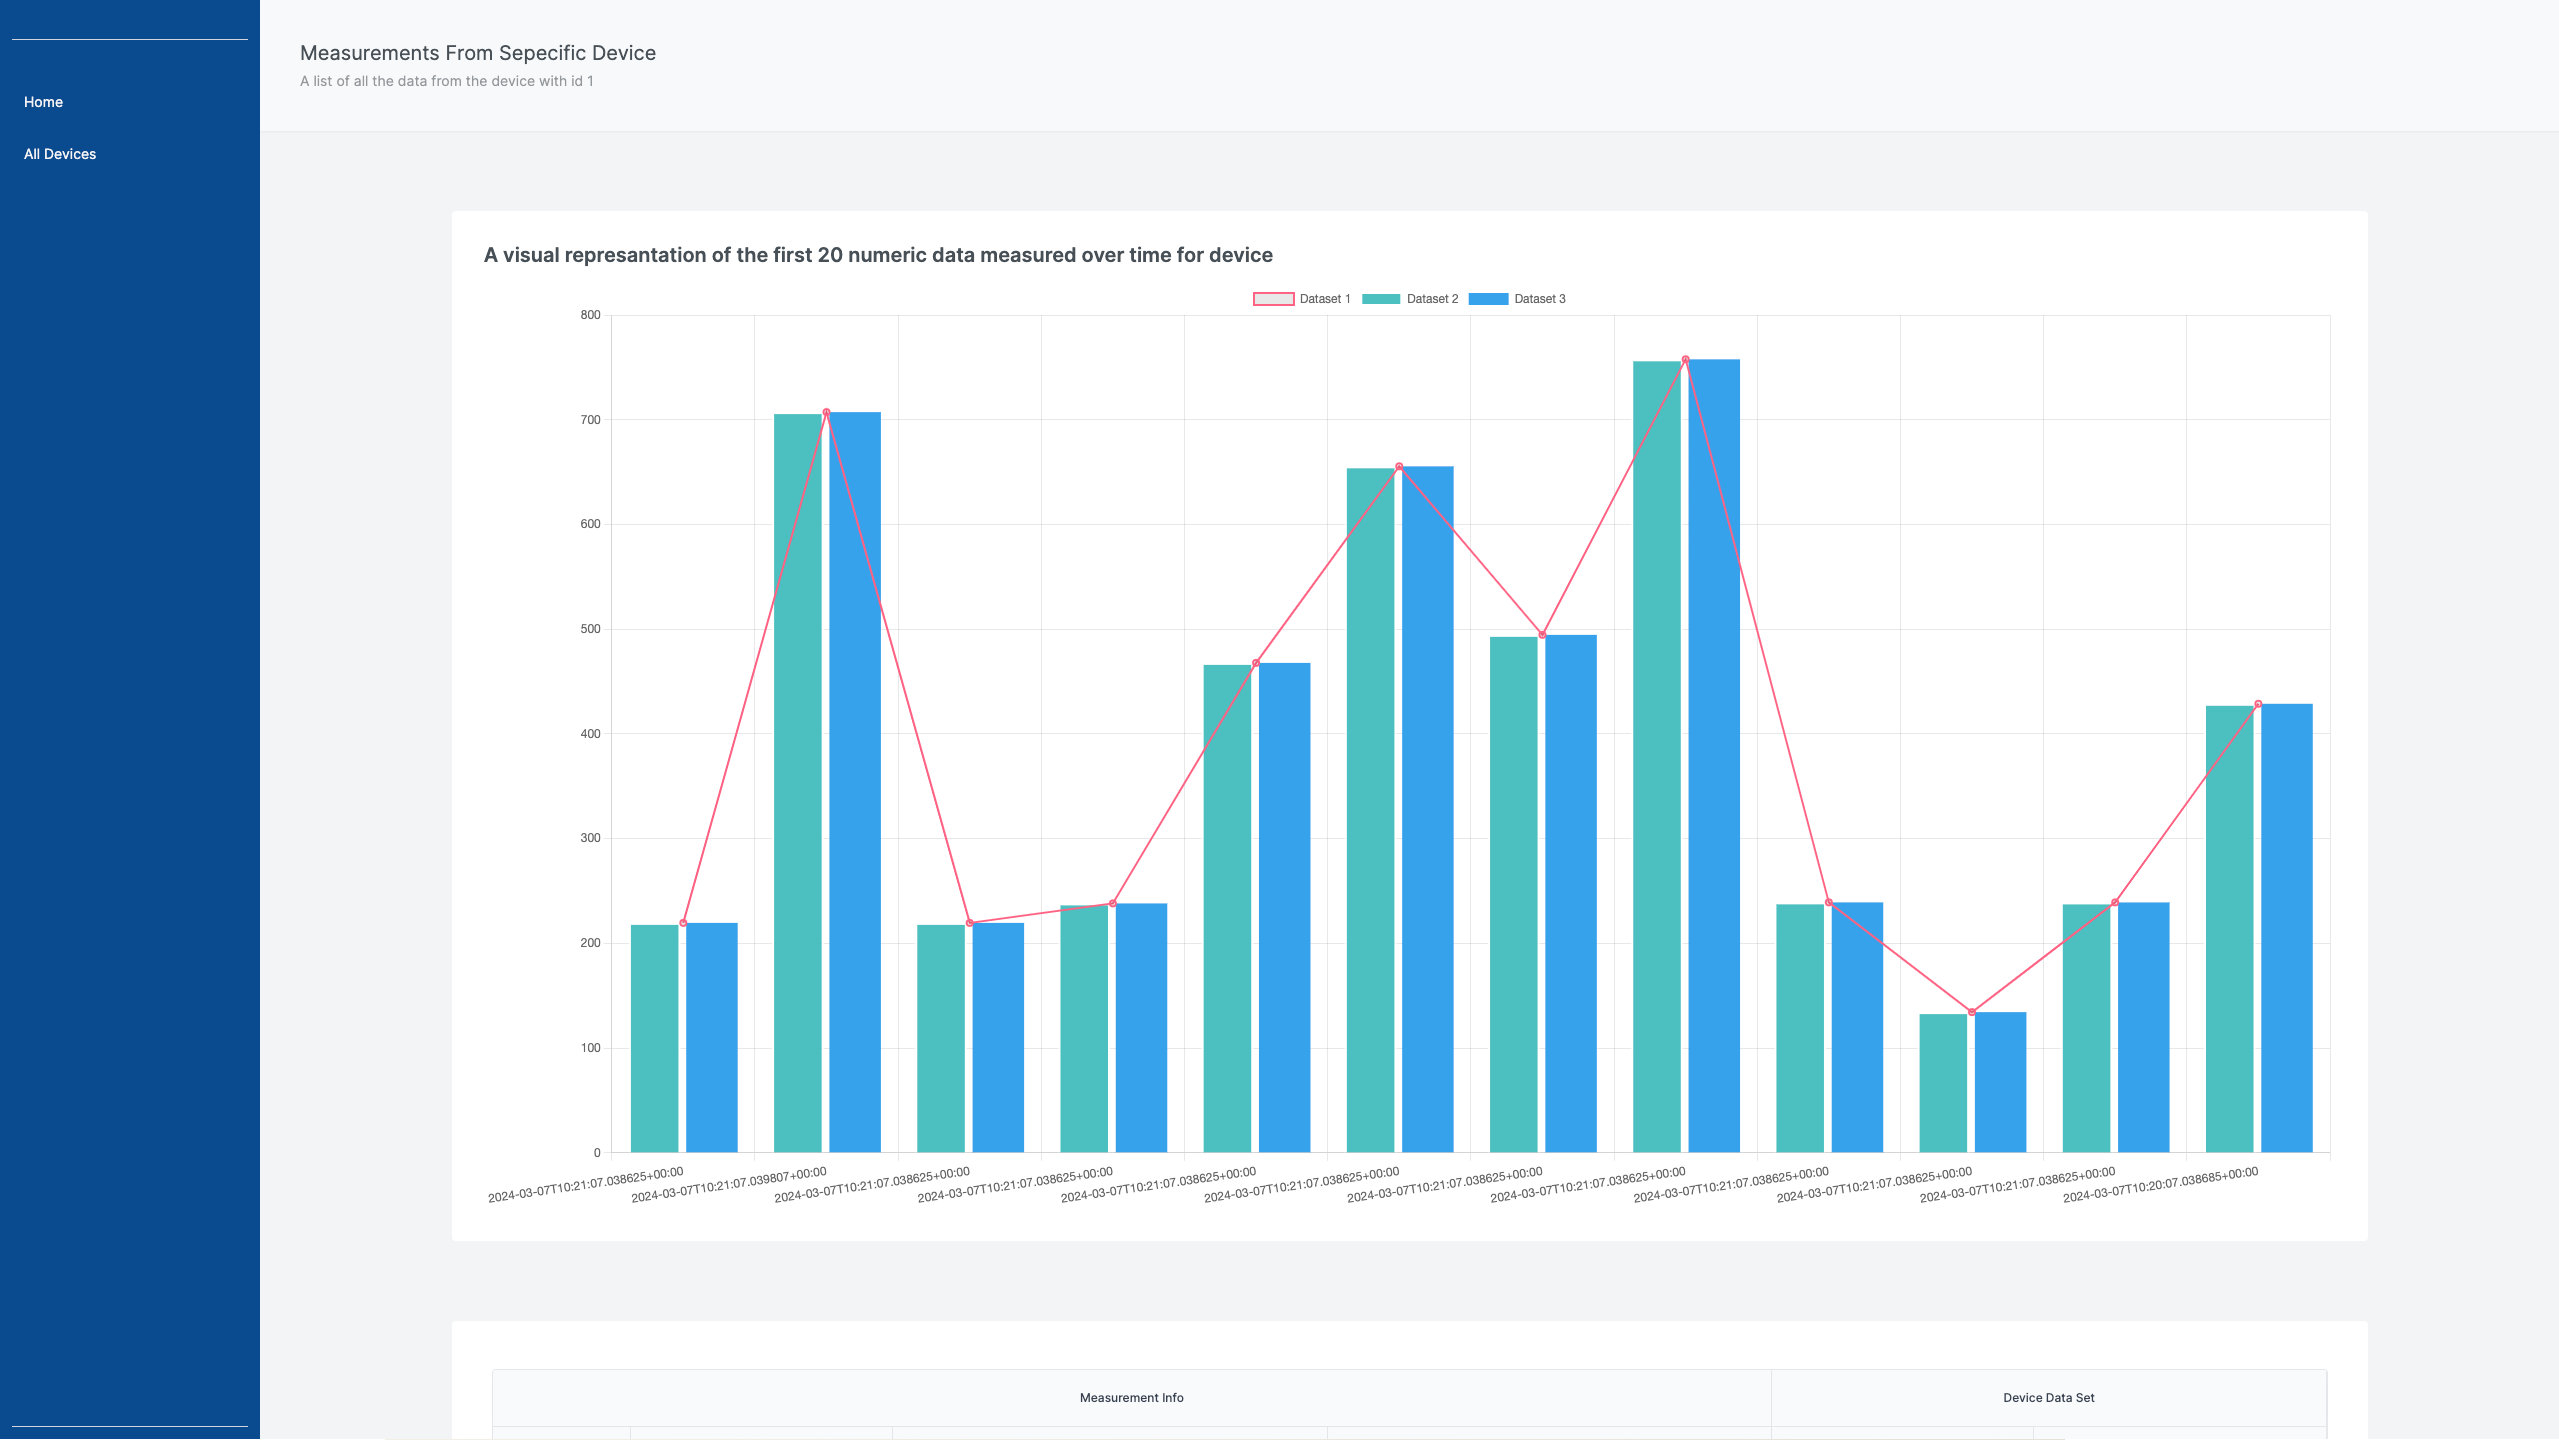 Home
All Devices
Measurements From Sepecific Device
A list of all the data from the device with id 1
A visual represantation of the first 20 numeric data measured over time for device
Dataset 1 Dataset 2 Dataset 3
800
700
600
500
400
300
200
100
0
2024-03-07T10:21:07.038625+00:00
2024-03-07T10:21:07.039807+00:00
2024-03-07T10:21:07.038625+00:00
2024-03-07T10:21:07.038625+00:00
2024-03-07T10:21:07.038625+00:00
2024-03-07T10:21:07.038625+00:00
2024-03-07T10:21:07.038625+00:00
2024-03-07T10:21:07.038625+00:00
2024-03-07T10:21:07.038625+00:00
2024-03-07T10:21:07.038625+00:00
2024-03-07T10:21:07.038625+00:00
2024-03-07T10:20:07.038685+00:00
Measurement Info Device Data Set